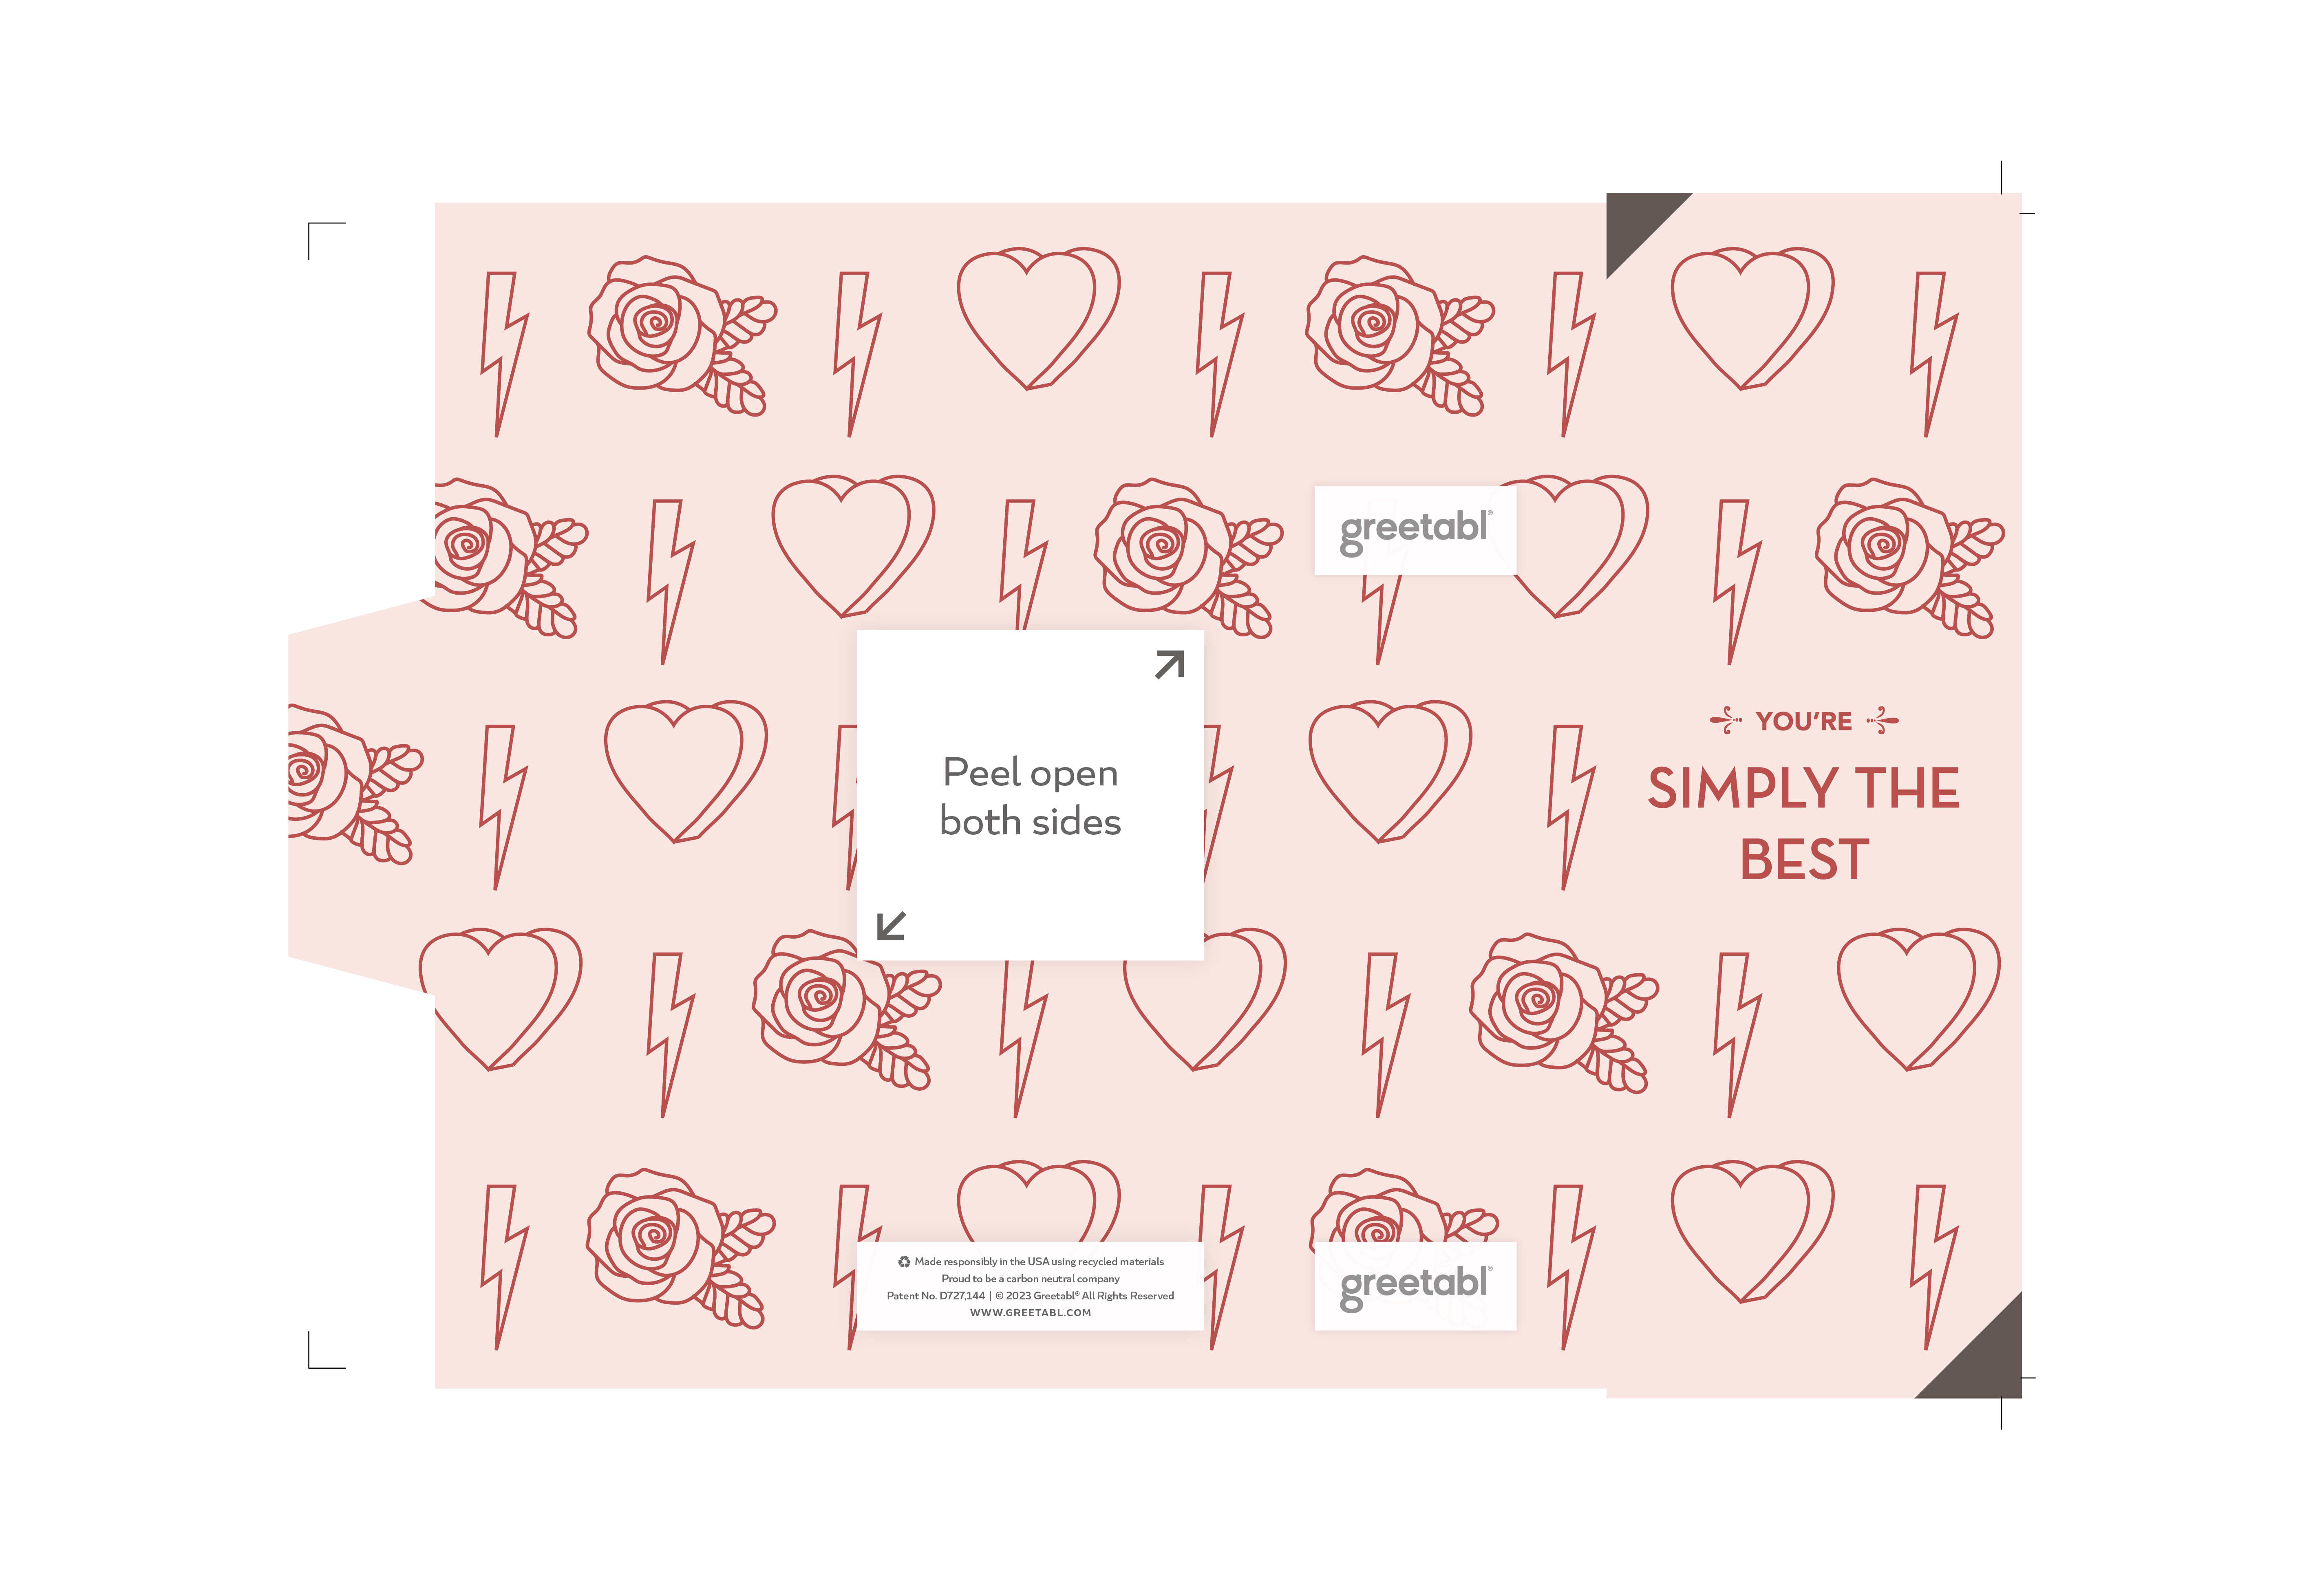 greetabl®
Peel open
both sides
YOU'RE
SIMPLY THE
BEST
Made responsibly in the USA using recycled materials
Proud to be a carbon neutral company
Patent No. D727,144 | © 2023 Greetabl® All Rights Reserved
WWW.GREETABL.COM
greetabl®